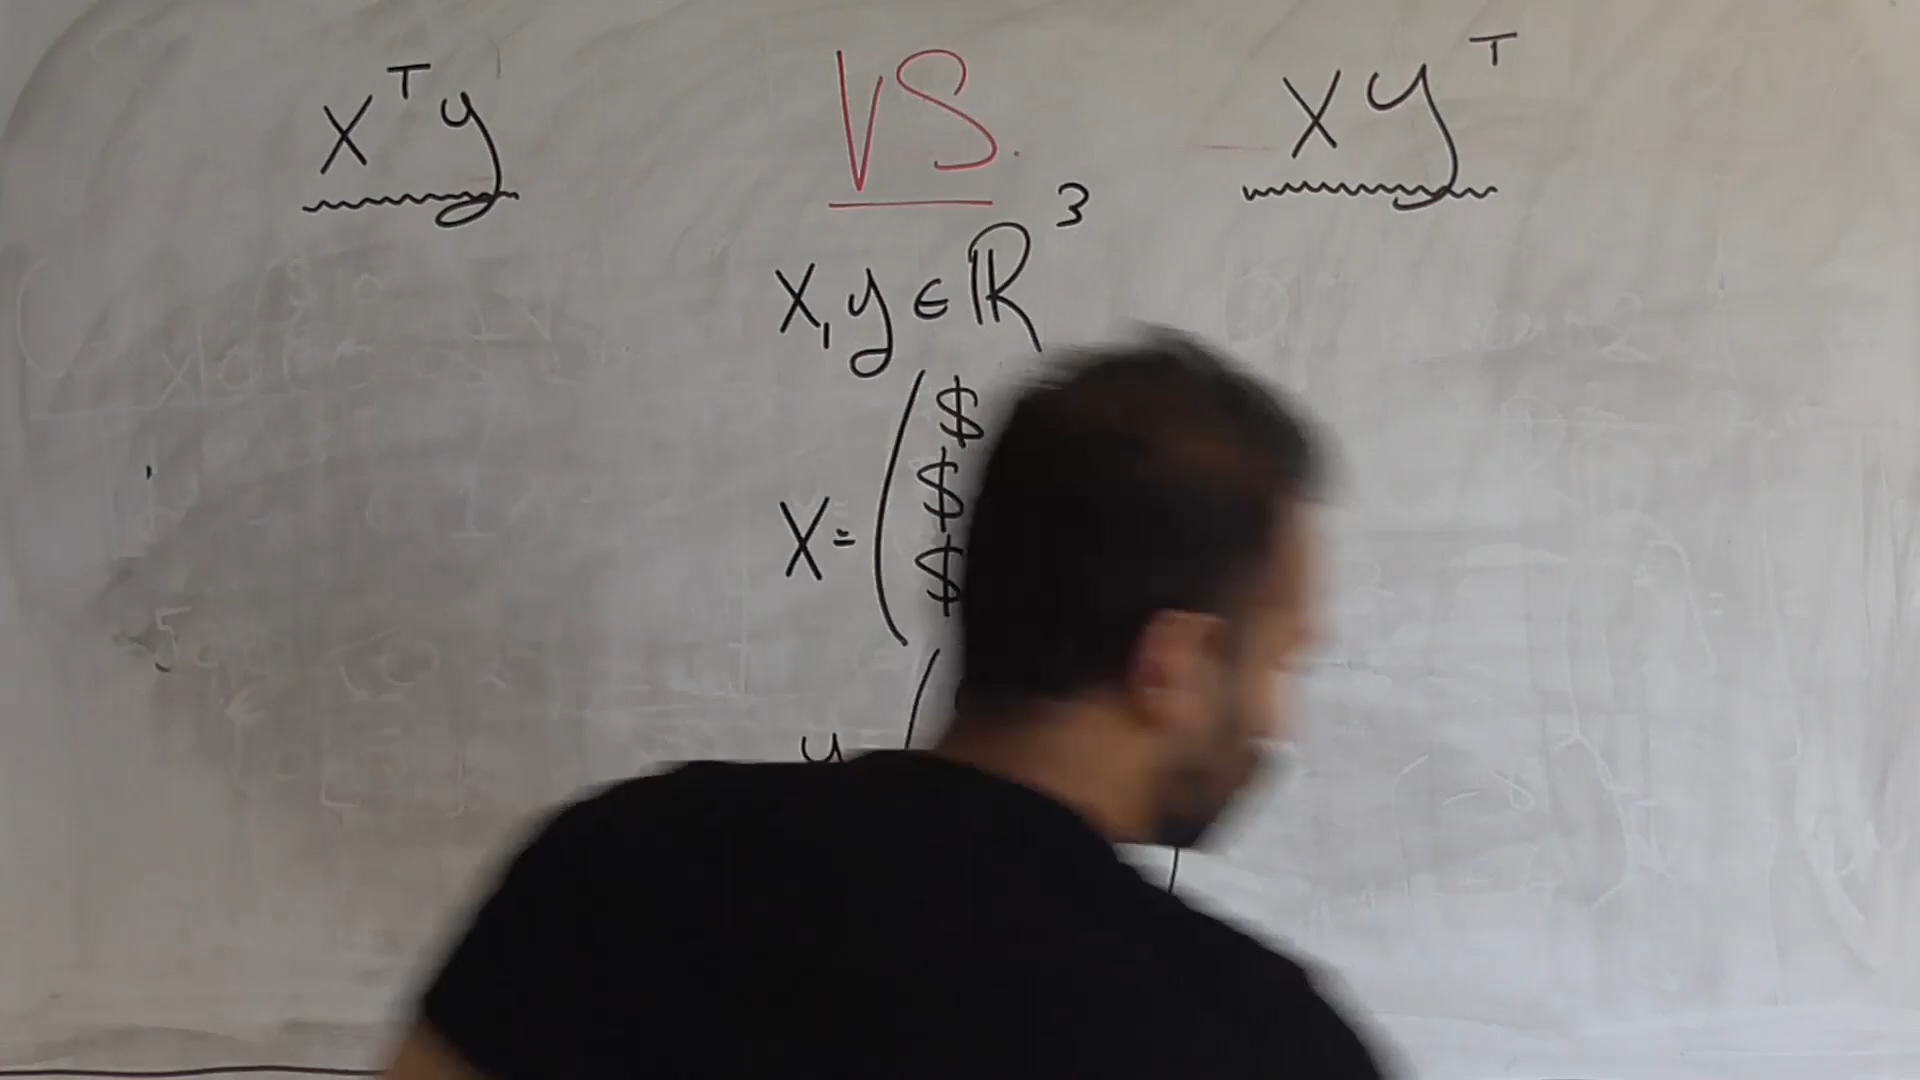 xᵀy VS. xyᵀ
x, y ∈ ℝ³
$
$
x = ( $
y (